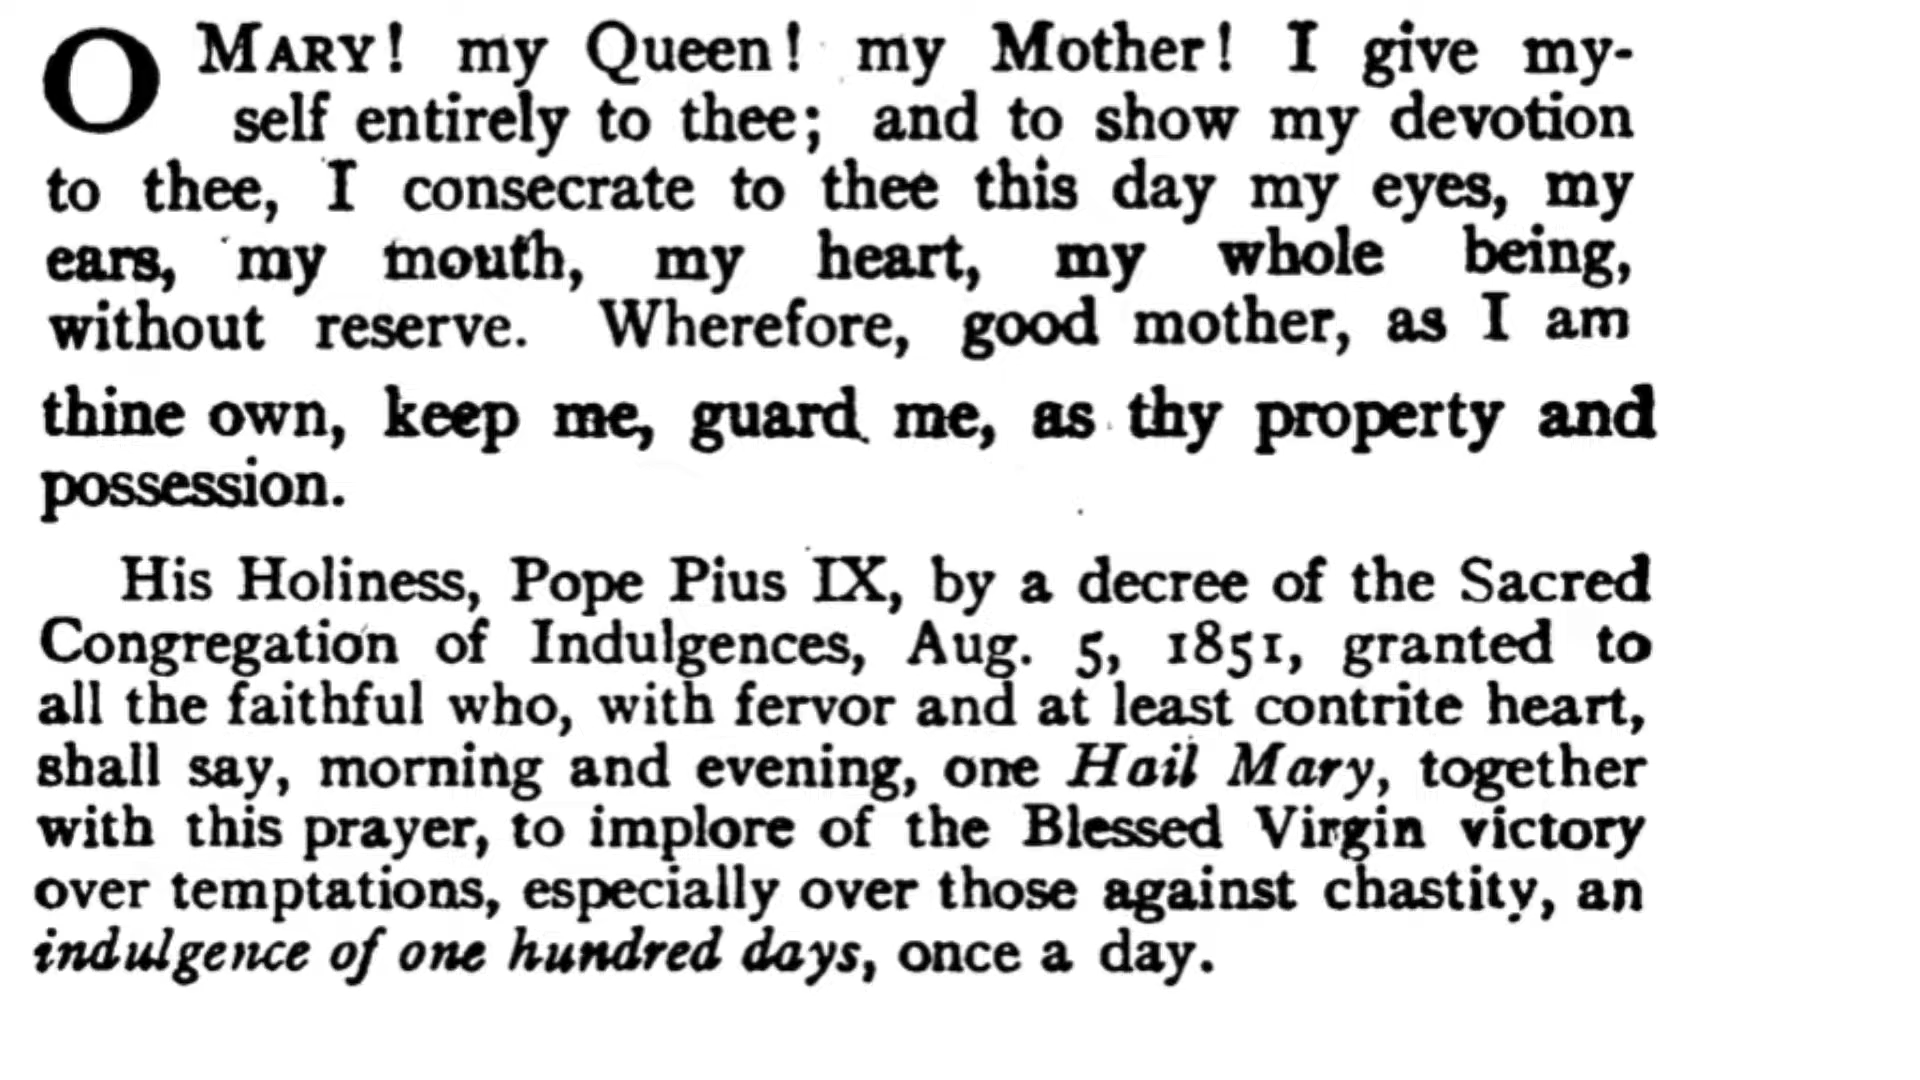 O MARY! my Queen! my Mother! I give my-
self entirely to thee; and to show my devotion
to thee, I consecrate to thee this day my eyes, my
ears, my mouth, my heart, my whole being,
without reserve. Wherefore, good mother, as I am
thine own, keep me, guard me, as thy property and
possession.
His Holiness, Pope Pius IX, by a decree of the Sacred
Congregation of Indulgences, Aug. 5, 1851, granted to
all the faithful who, with fervor and at least contrite heart,
shall say, morning and evening, one Hail Mary, together
with this prayer, to implore of the Blessed Virgin victory
over temptations, especially over those against chastity, an
indulgence of one hundred days, once a day.